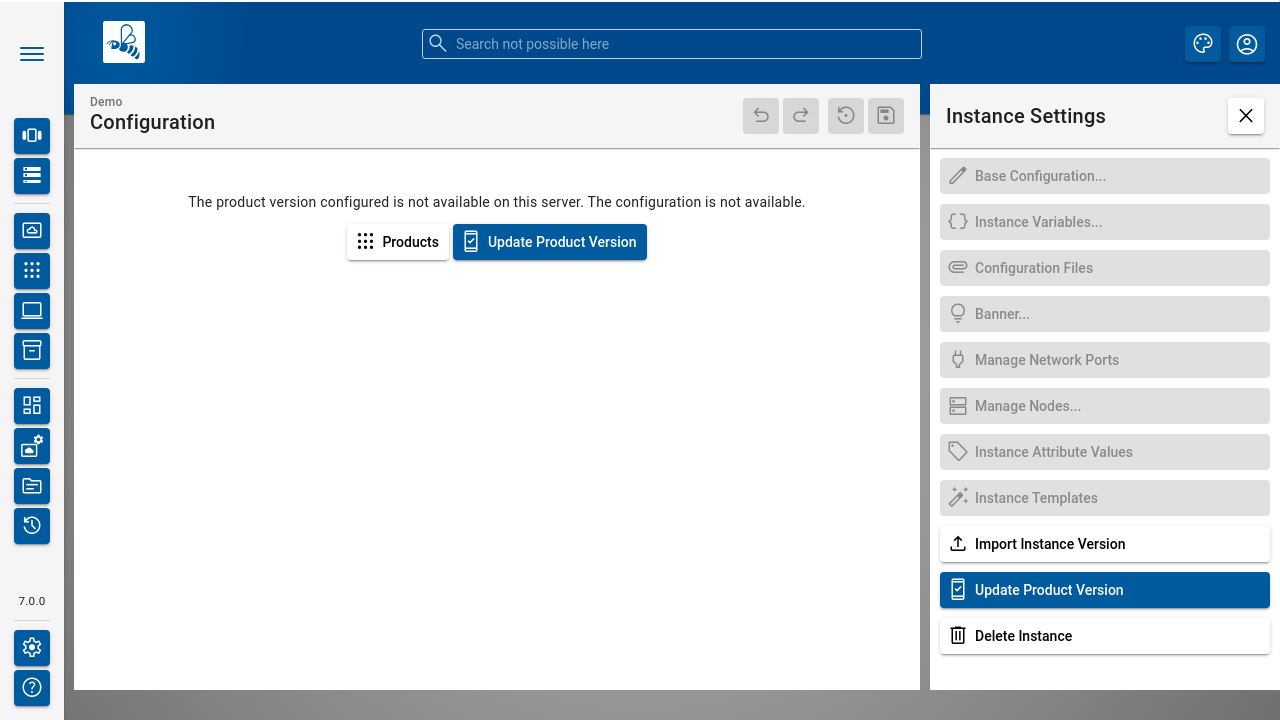 Search not possible here
Demo
Configuration
Instance Settings
The product version configured is not available on this server. The configuration is not available.
Products
Update Product Version
Base Configuration...
Instance Variables...
Configuration Files
Banner...
Manage Network Ports
Manage Nodes...
Instance Attribute Values
Instance Templates
Import Instance Version
Update Product Version
Delete Instance
7.0.0